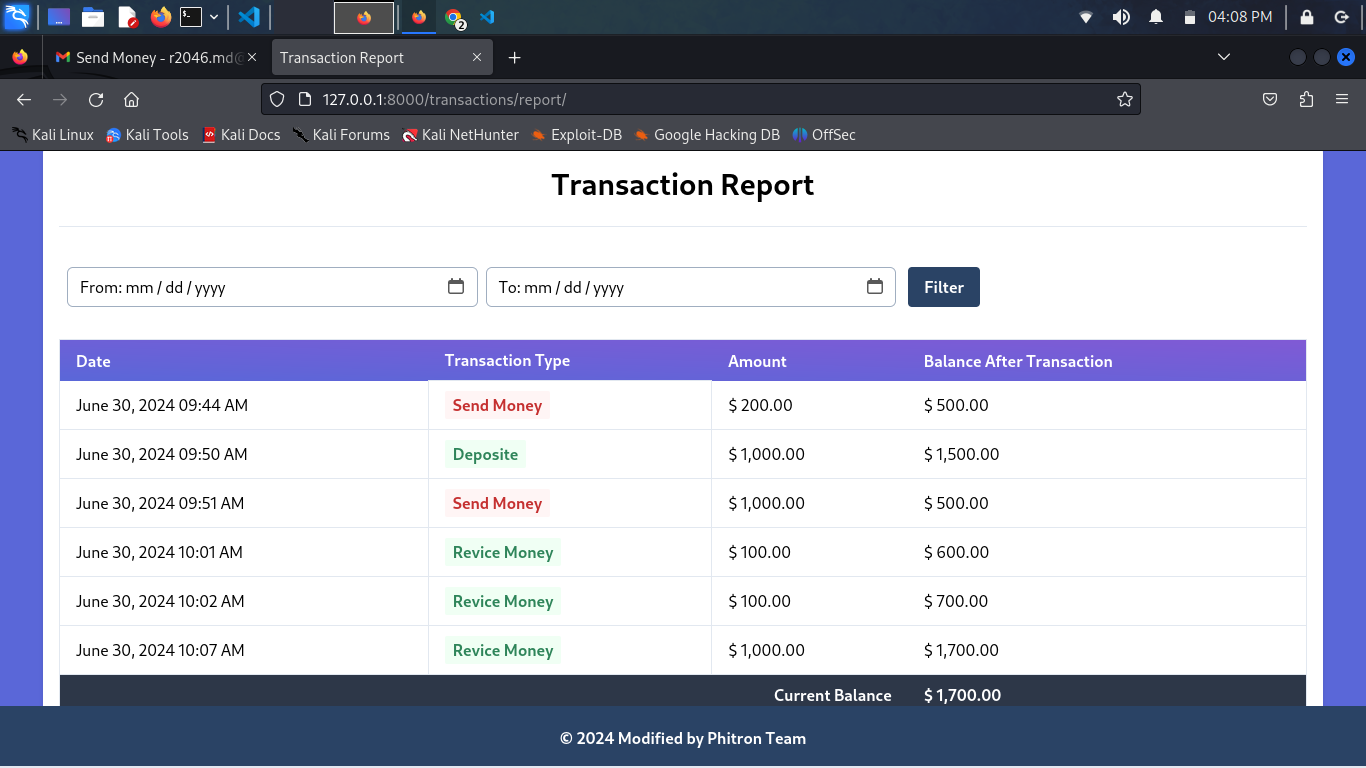 04:08 PM
Send Money - r2046.md@
Transaction Report
127.0.0.1:8000/transactions/report/
Kali Linux Kali Tools Kali Docs Kali Forums Kali NetHunter Exploit-DB Google Hacking DB OffSec
Transaction Report
From: mm / dd / yyyy To: mm / dd / yyyy Filter
Date Transaction Type Amount Balance After Transaction
June 30, 2024 09:44 AM Send Money $ 200.00 $ 500.00
June 30, 2024 09:50 AM Deposite $ 1,000.00 $ 1,500.00
June 30, 2024 09:51 AM Send Money $ 1,000.00 $ 500.00
June 30, 2024 10:01 AM Revice Money $ 100.00 $ 600.00
June 30, 2024 10:02 AM Revice Money $ 100.00 $ 700.00
June 30, 2024 10:07 AM Revice Money $ 1,000.00 $ 1,700.00
Current Balance $ 1,700.00
© 2024 Modified by Phitron Team